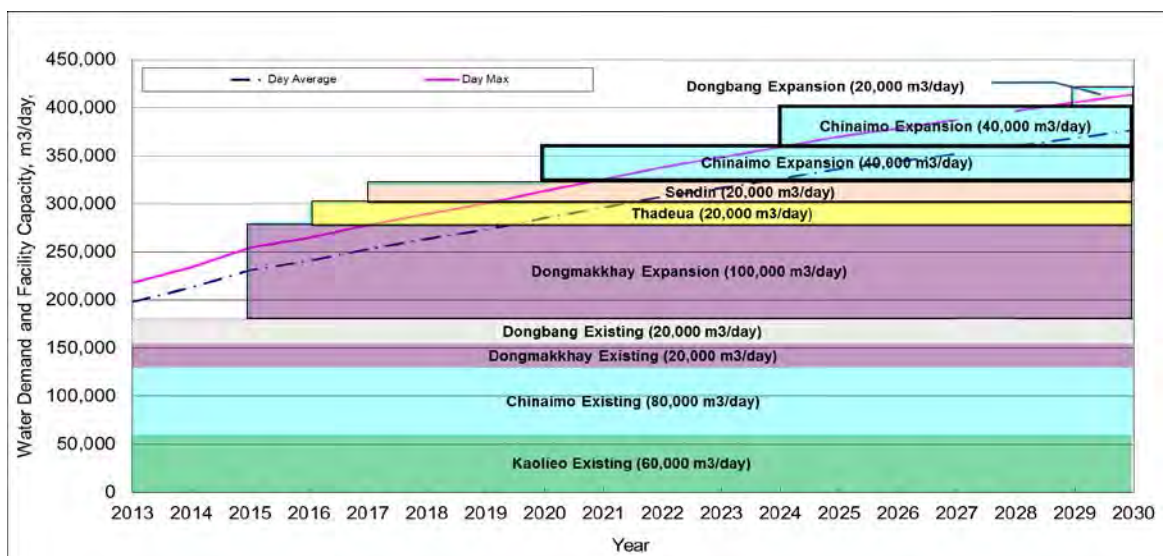 Water Demand and Facility Capacity, m3/day,
450,000
400,000
350,000
300,000
250,000
200,000
150,000
100,000
50,000
0
Day Average
Day Max
Dongbang Expansion (20,000 m3/day)
Chinaimo Expansion (40,000 m3/day)
Chinaimo Expansion (40,000 m3/day)
Sendin (20,000 m3/day)
Thadeua (20,000 m3/day)
Dongmakkhay Expansion (100,000 m3/day)
Dongbang Existing (20,000 m3/day)
Dongmakkhay Existing (20,000 m3/day)
Chinaimo Existing (80,000 m3/day)
Kaolieo Existing (60,000 m3/day)
2013 2014 2015 2016 2017 2018 2019 2020 2021 2022 2023 2024 2025 2026 2027 2028 2029 2030
Year